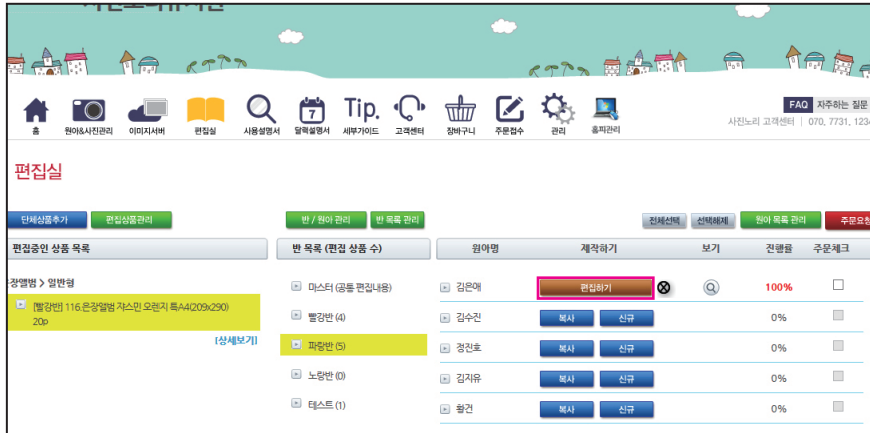 홈
원아&사진관리
이미지서버
편집실
사용설명서
7
달력설명서
Tip.
세부가이드
고객센터
장바구니
주문접수
관리
홈피관리
FAQ 자주하는 질문
사진노리 고객센터 | 070. 7731. 1234
편집실
단체상품추가 편집상품관리 반 / 원아 관리 반 목록 관리 전체선택 선택해제 원아 목록 관리 주문요청
편집중인 상품 목록 반 목록 (편집 상품 수) 원아명 제작하기 보기 진행률 주문체크
장앨범 > 일반형
[빨강반] 116.은장앨범 쟈스민 오렌지 특A4(209x290)
20p
[상세보기]
마스터 (공통 편집내용)
빨강반 (4)
파랑반 (5)
노랑반 (0)
테스트 (1)
김은애 편집하기 100%
김수진 복사 신규 0%
정진호 복사 신규 0%
김지유 복사 신규 0%
황건 복사 신규 0%